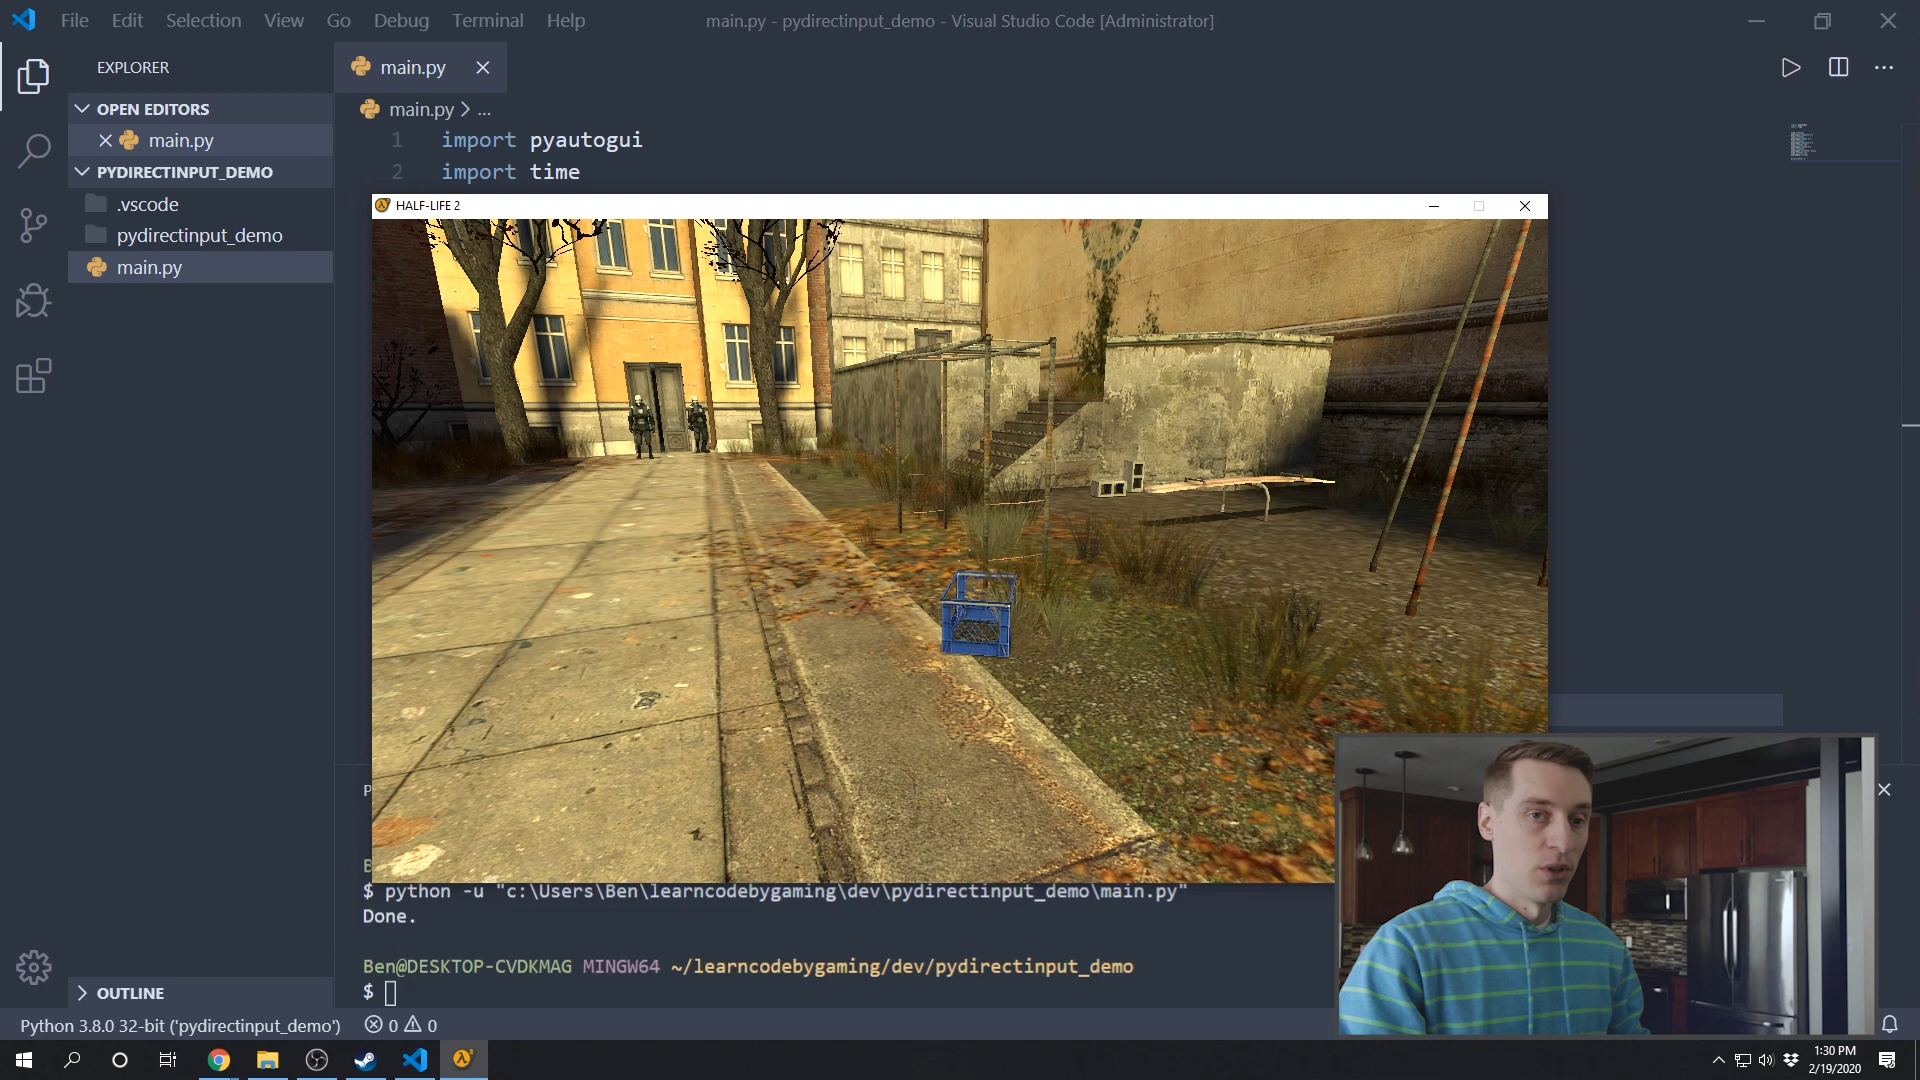 File Edit Selection View Go Debug Terminal Help
main.py - pydirectinput_demo - Visual Studio Code [Administrator]
EXPLORER
main.py
OPEN EDITORS
main.py > ...
main.py
1 import pyautogui
PYDIRECTINPUT_DEMO
2 import time
.vscode
HALF-LIFE 2
pydirectinput_demo
main.py
$ python -u "c:\Users\Ben\learncodebygaming\dev\pydirectinput_demo\main.py"
Done.
Ben@DESKTOP-CVDKMAG MINGW64 ~/learncodebygaming/dev/pydirectinput_demo
$
OUTLINE
Python 3.8.0 32-bit ('pydirectinput_demo') 0 0
1:30 PM
2/19/2020